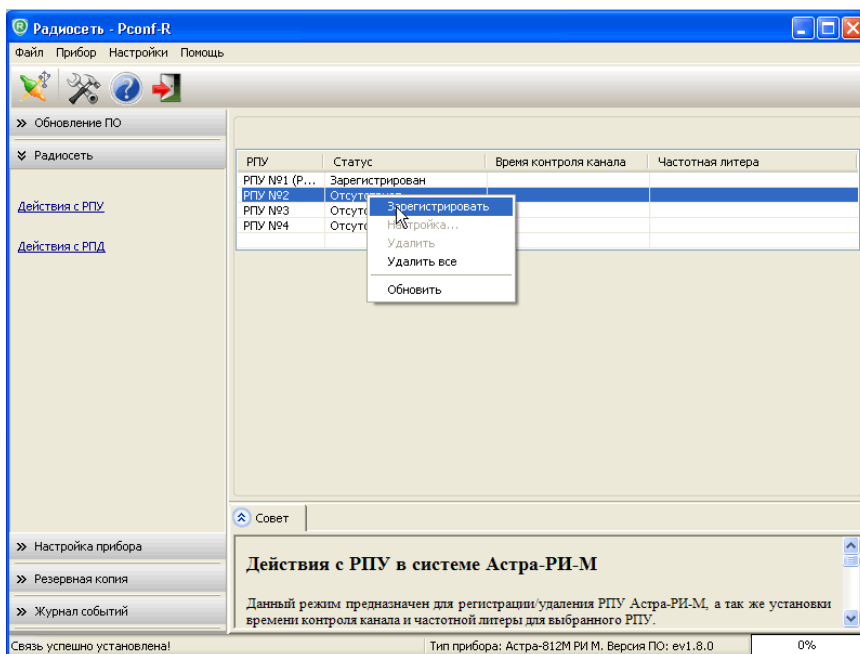 Радиосеть - Pconf-R
Файл Прибор Настройки Помощь
Обновление ПО
Радиосеть
Действия с РПУ
Действия с РПД
РПУ Статус Время контроля канала Частотная литера
РПУ №1 (Р... Зарегистрирован
РПУ №2
РПУ №3
РПУ №4
Зарегистрировать
Настройка...
Удалить
Удалить все
Обновить
Совет
Настройка прибора
Резервная копия
Журнал событий
Действия с РПУ в системе Астра-РИ-М
Данный режим предназначен для регистрации/удаления РПУ Астра-РИ-М, а так же установки
времени контроля канала и частотной литеры для выбранного РПУ.
Связь успешно установлена! Тип прибора: Астра-812М РИ М. Версия ПО: ev1.8.0 0%